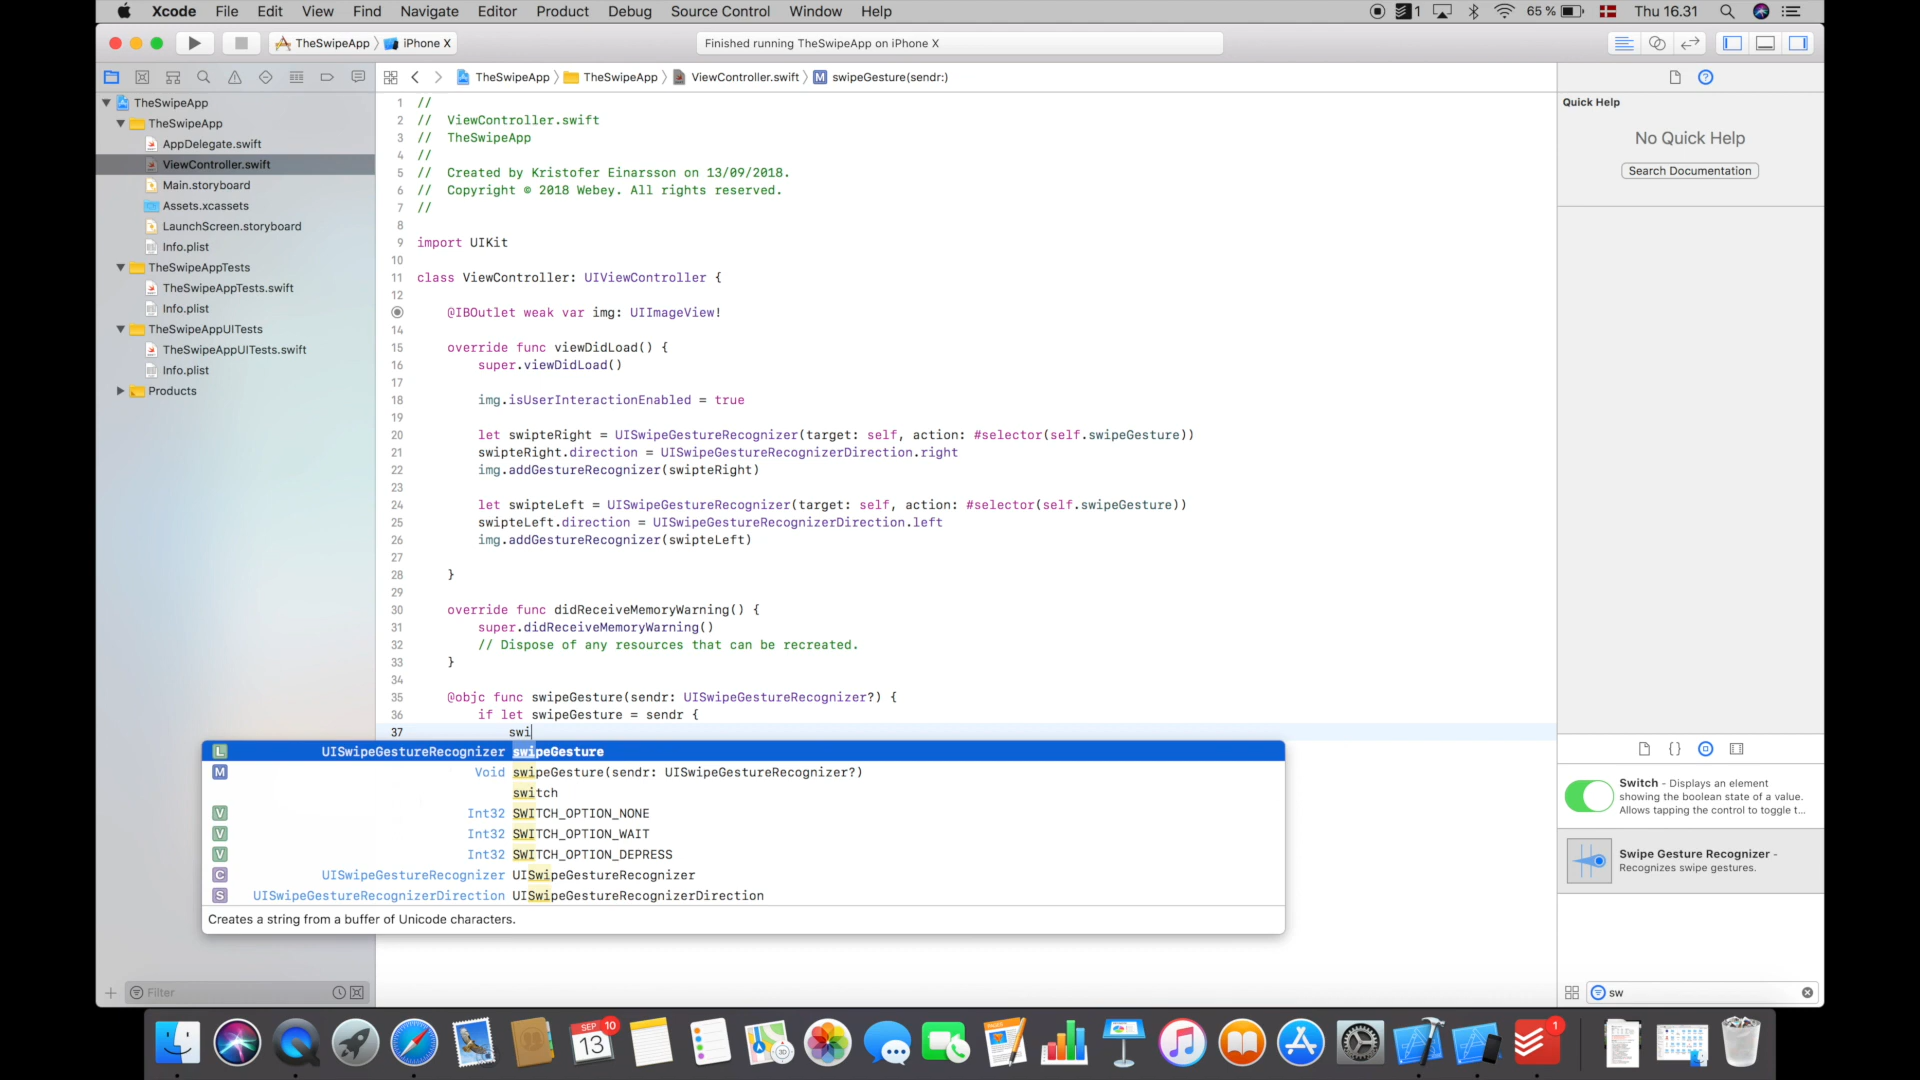 Xcode File Edit View Find Navigate Editor Product Debug Source Control Window Help 1 65 % Thu 16.31
TheSwipeApp iPhone X Finished running TheSwipeApp on iPhone X
TheSwipeApp TheSwipeApp ViewController.swift M swipeGesture(sendr:)
TheSwipeApp
TheSwipeApp
AppDelegate.swift
ViewController.swift
Main.storyboard
Assets.xcassets
LaunchScreen.storyboard
Info.plist
TheSwipeAppTests
TheSwipeAppTests.swift
Info.plist
TheSwipeAppUITests
TheSwipeAppUITests.swift
Info.plist
Products
Filter
1 //
2 // ViewController.swift
3 // TheSwipeApp
4 //
5 // Created by Kristofer Einarsson on 13/09/2018.
6 // Copyright © 2018 Webey. All rights reserved.
7 //
8
9 import UIKit
10
11 class ViewController: UIViewController {
12
@IBOutlet weak var img: UIImageView!
14
15 override func viewDidLoad() {
16 super.viewDidLoad()
17
18 img.isUserInteractionEnabled = true
19
20 let swipteRight = UISwipeGestureRecognizer(target: self, action: #selector(self.swipeGesture))
21 swipteRight.direction = UISwipeGestureRecognizerDirection.right
22 img.addGestureRecognizer(swipteRight)
23
24 let swipteLeft = UISwipeGestureRecognizer(target: self, action: #selector(self.swipeGesture))
25 swipteLeft.direction = UISwipeGestureRecognizerDirection.left
26 img.addGestureRecognizer(swipteLeft)
27
28 }
29
30 override func didReceiveMemoryWarning() {
31 super.didReceiveMemoryWarning()
32 // Dispose of any resources that can be recreated.
33 }
34
35 @objc func swipeGesture(sendr: UISwipeGestureRecognizer?) {
36 if let swipeGesture = sendr {
37 swi
L UISwipeGestureRecognizer swipeGesture
M Void swipeGesture(sendr: UISwipeGestureRecognizer?)
switch
V Int32 SWITCH_OPTION_NONE
V Int32 SWITCH_OPTION_WAIT
V Int32 SWITCH_OPTION_DEPRESS
C UISwipeGestureRecognizer UISwipeGestureRecognizer
S UISwipeGestureRecognizerDirection UISwipeGestureRecognizerDirection
Creates a string from a buffer of Unicode characters.
Quick Help
No Quick Help
Search Documentation
Switch - Displays an element
showing the boolean state of a value.
Allows tapping the control to toggle t...
Swipe Gesture Recognizer -
Recognizes swipe gestures.
sw
SEP 10
13
1